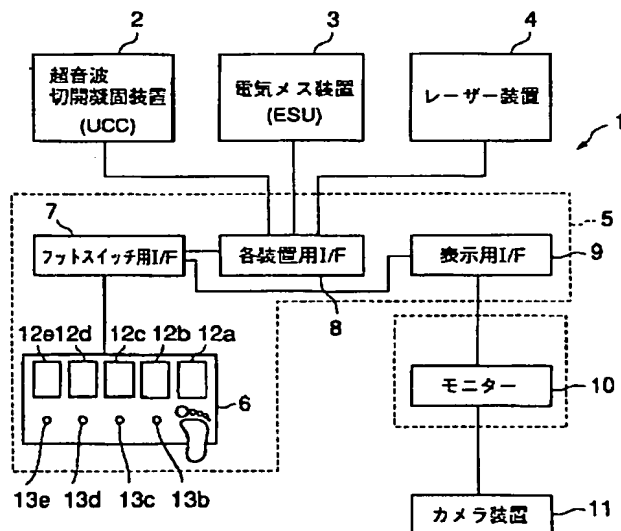 2
3
4
超音波
切開凝固装置
(UCC)
電気メス装置
(ESU)
レーザー装置
1
7
5
フットスイッチ用I/F
各装置用I/F
表示用I/F
9
8
12e 12d 12c 12b 12a
6
モニター
10
13e 13d 13c 13b
カメラ装置
11